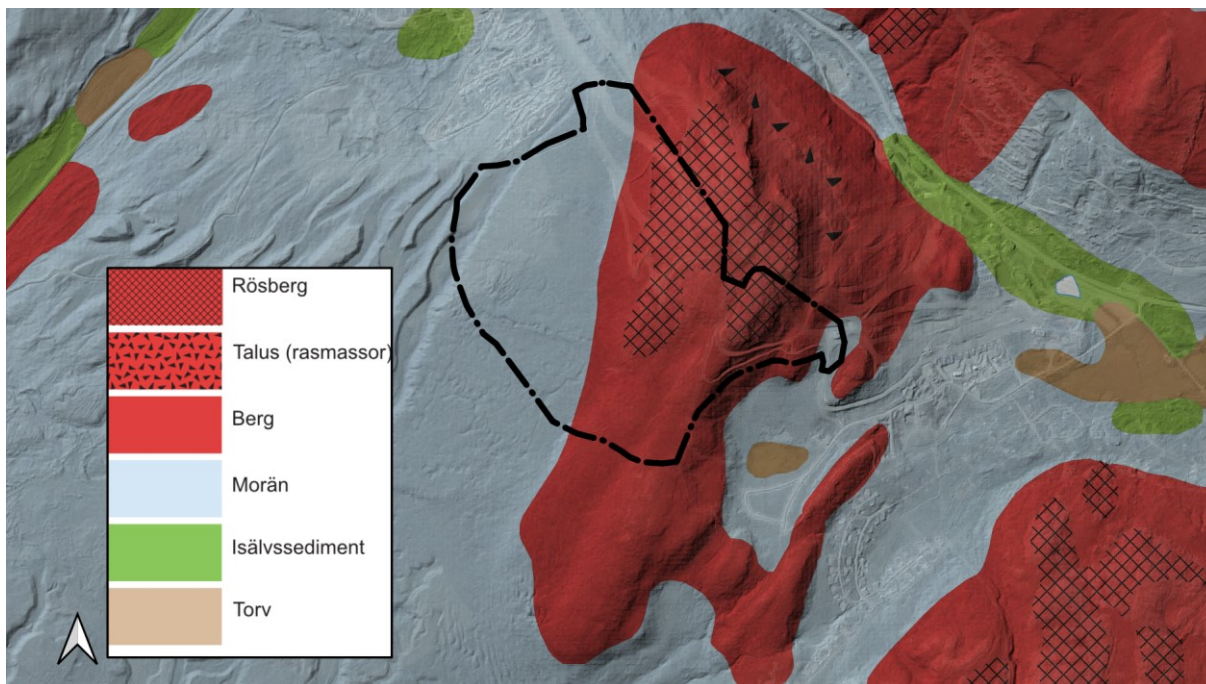 Rösberg
Talus (rasmassor)
Berg
Morän
Isälvssediment
Torv